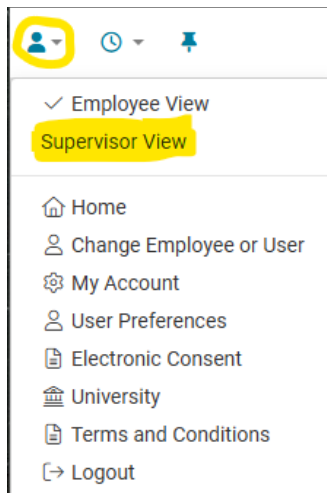 Employee View
Supervisor View
Home
Change Employee or User
My Account
User Preferences
Electronic Consent
University
Terms and Conditions
Logout